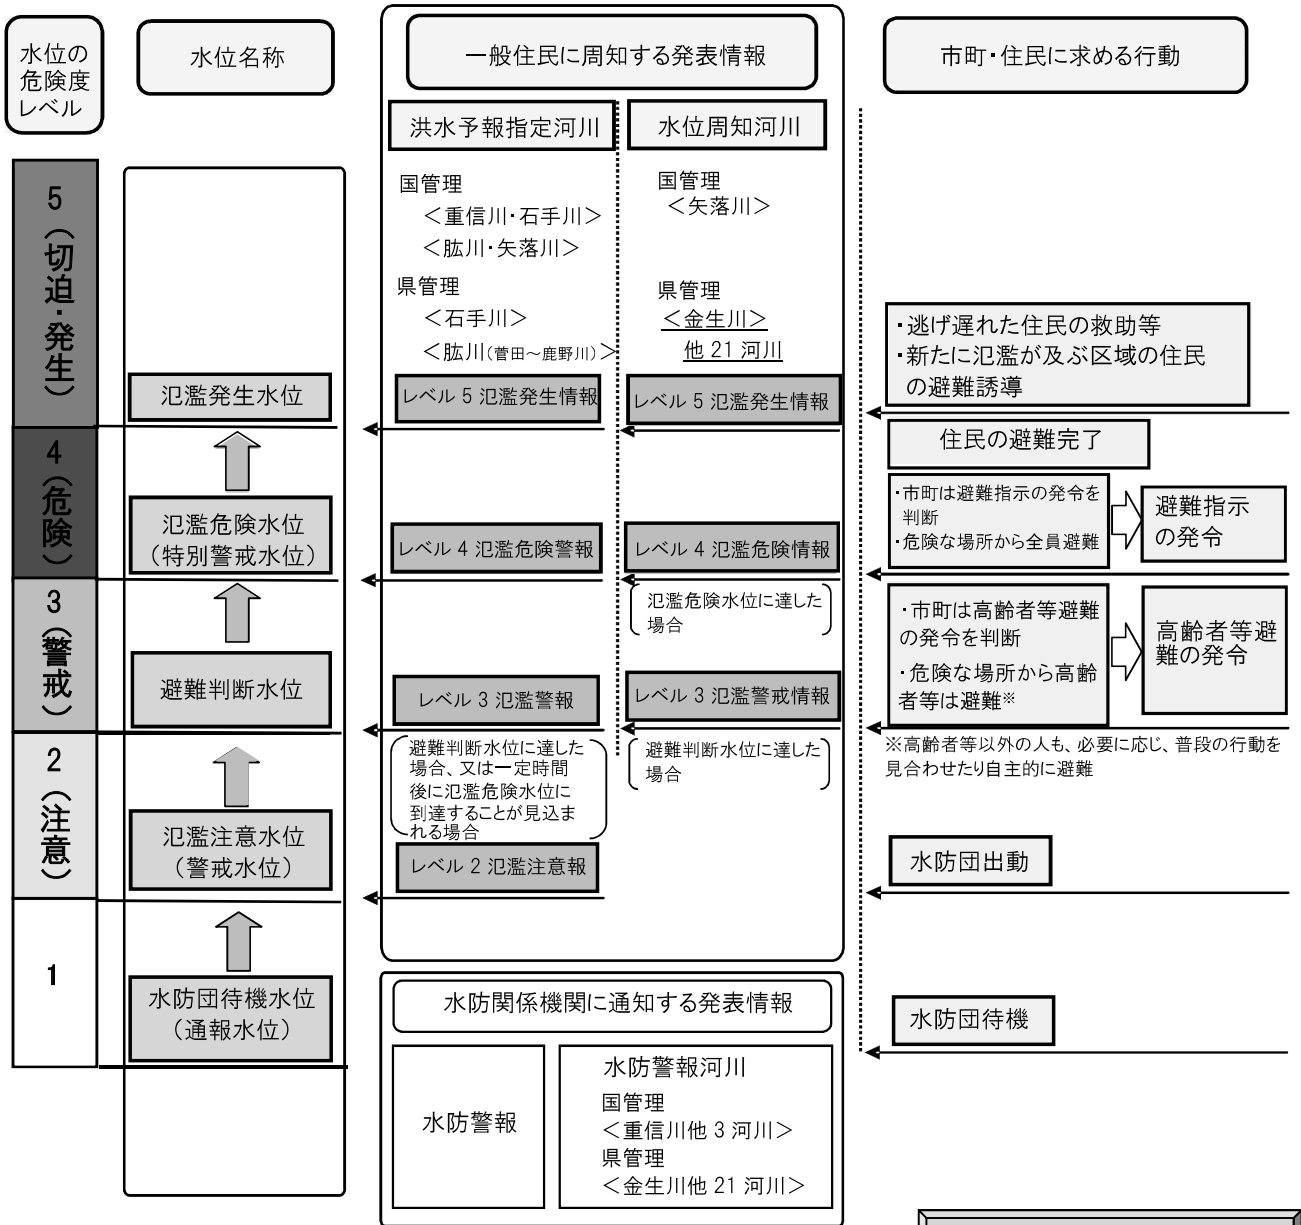 水位の
危険度
レベル
水位名称
一般住民に周知する発表情報
市町・住民に求める行動
洪水予報指定河川
水位周知河川
5（切迫・発生）
4（危険）
3（警戒）
2（注意）
1
氾濫発生水位
氾濫危険水位
（特別警戒水位）
避難判断水位
氾濫注意水位
（警戒水位）
水防団待機水位
（通報水位）
国管理
＜重信川・石手川＞
＜肱川・矢落川＞
県管理
＜石手川＞
＜肱川（菅田～鹿野川）＞
レベル 5 氾濫発生情報
レベル 4 氾濫危険警報
レベル 3 氾濫警報
避難判断水位に達した
場合、又は一定時間
後に氾濫危険水位に
到達することが見込ま
れる場合
レベル 2 氾濫注意報
国管理
＜矢落川＞
県管理
＜金生川＞
他 21 河川
レベル 5 氾濫発生情報
レベル 4 氾濫危険情報
氾濫危険水位に達した
場合
レベル 3 氾濫警戒情報
避難判断水位に達した
場合
・逃げ遅れた住民の救助等
・新たに氾濫が及ぶ区域の住民
の避難誘導
住民の避難完了
・市町は避難指示の発令を
判断
・危険な場所から全員避難
避難指示
の発令
・市町は高齢者等避難
の発令を判断
・危険な場所から高齢
者等は避難※
高齢者等避
難の発令
※高齢者等以外の人も、必要に応じ、普段の行動を
見合わせたり自主的に避難
水防団出動
水防団待機
水防関係機関に通知する発表情報
水防警報
水防警報河川
国管理
＜重信川他 3 河川＞
県管理
＜金生川他 21 河川＞